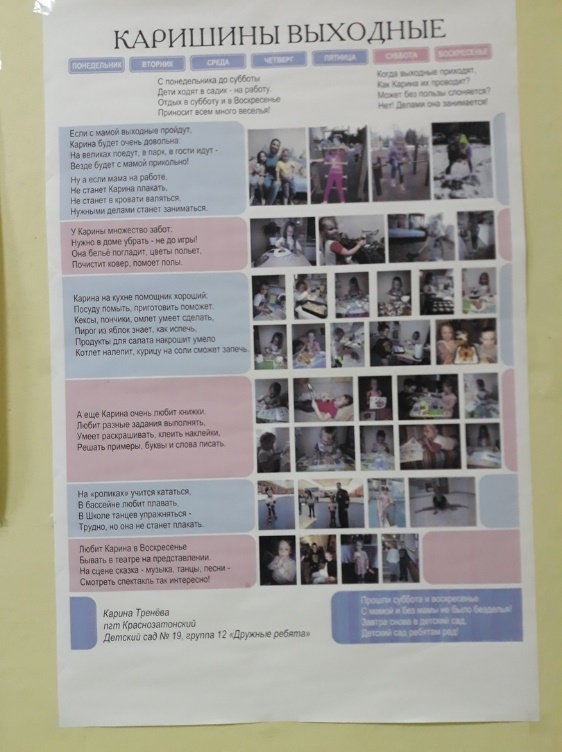 КАРИШИНЫ ВЫХОДНЫЕ
ПОНЕДЕЛЬНИК ВТОРНИК СРЕДА ЧЕТВЕРГ ПЯТНИЦА СУББОТА ВОСКРЕСЕНЬЕ
С понедельника до субботы
Дети ходят в садик - на работу.
Отдых в субботу и в Воскресенье
Приносит всем много веселья!
Когда выходные приходят,
Как Карина их проводит?
Может без пользы слоняется?
Нет! Делами она занимается!
Если с мамой выходные пройдут,
Карина будет очень довольна.
На великах поедут, в парк, в гости идут -
Везде будет с мамой прикольно!
Ну а если мама на работе,
Не станет Карина плакать,
Не станет в кровати валяться,
Нужными делами станет заниматься.
У Карины множество забот:
Нужно в доме убрать - не до игры!
Она бельё погладит, цветы польет,
Почистит ковер, помоет полы.
Карина на кухне помощник хороший:
Посуду помыть, приготовить поможет.
Кексы, пончики, омлет умеет сделать,
Пирог из яблок знает, как испечь,
Продукты для салата накрошит умело
Котлет налепит, курицу на соли сможет запечь.
А еще Карина очень любит книжки.
Любит разные задания выполнять,
Умеет раскрашивать, клеить наклейки,
Решать примеры, буквы и слова писать.
На «роликах» учится кататься,
В бассейне любит плавать,
В Школе танцев упражняться -
Трудно, но она не станет плакать.
Любит Карина в Воскресенье
Бывать в театре на представлении.
На сцене сказка - музыка, танцы, песни -
Смотреть спектакль так интересно!
Карина Тренёва
пгт Краснозатонский
Детский сад № 19, группа 12 «Дружные ребята»
Прошли суббота и воскресенье.
С мамой и без мамы не было безделья!
Завтра снова в детский сад,
Детский сад ребятам рад!